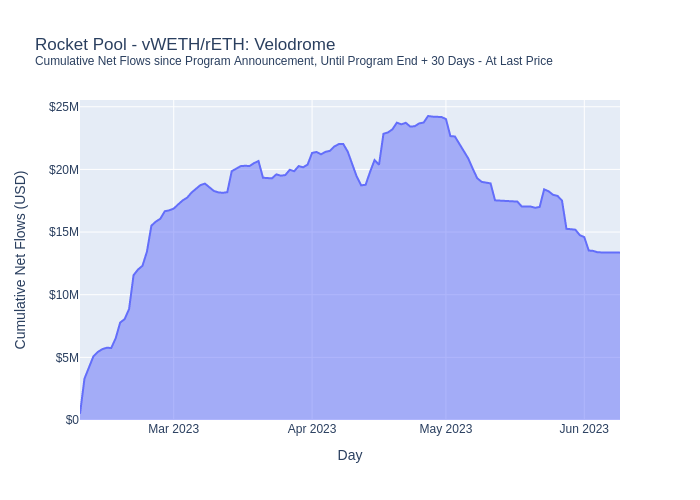 Rocket Pool - vWETH/rETH: Velodrome
Cumulative Net Flows since Program Announcement, Until Program End + 30 Days - At Last Price
Cumulative Net Flows (USD)
$25M
$20M
$15M
$10M
$5M
$0
Mar 2023
Apr 2023
May 2023
Jun 2023
Day